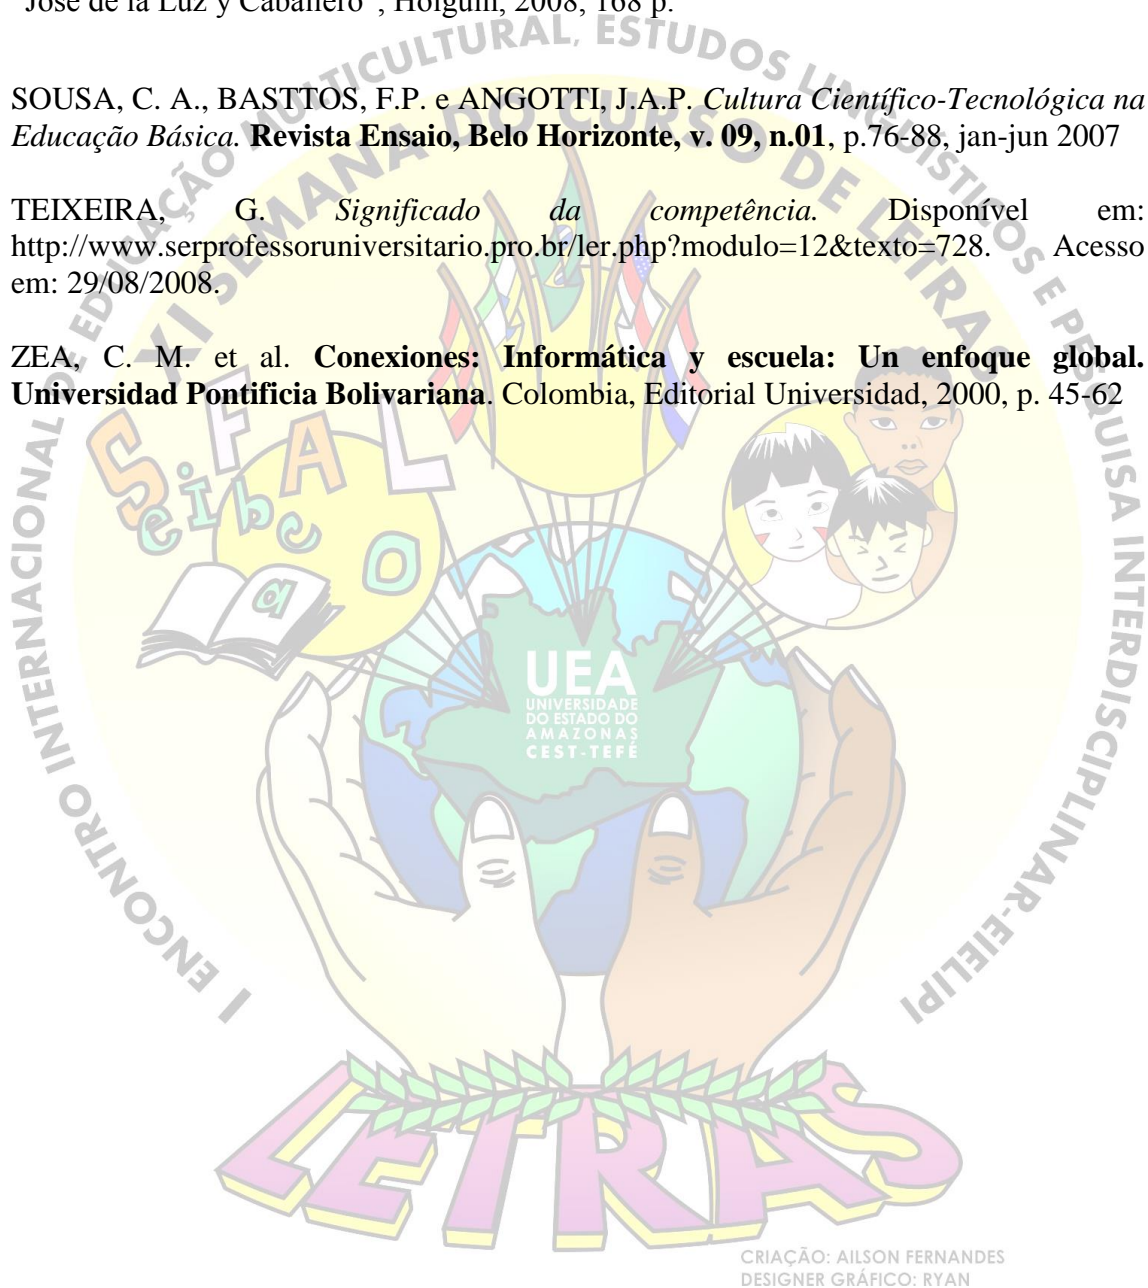 José de la Luz y Caballero", Holguín, 2008, 168 p.
SOUSA, C. A., BASTTOS, F.P. e ANGOTTI, J.A.P. Cultura Científico-Tecnológica na
Educação Básica. Revista Ensaio, Belo Horizonte, v. 09, n.01, p.76-88, jan-jun 2007
TEIXEIRA, G. Significado da competência. Disponível em:
http://www.serprofessoruniversitario.pro.br/ler.php?modulo=12&texto=728. Acesso
em: 29/08/2008.
ZEA, C. M. et al. Conexiones: Informática y escuela: Un enfoque global.
Universidad Pontificia Bolivariana. Colombia, Editorial Universidad, 2000, p. 45-62
I ENCONTRO INTERNACIONAL DE EDUCAÇÃO MULTICULTURAL, ESTUDOS LINGUÍSTICOS E PESQUISA INTERDISCIPLINAR-EIELIPI
XI SEMANA DO CURSO DE LETRAS
S F A L
e i b c
a O
a
UEA
UNIVERSIDADE
DO ESTADO DO
AMAZONAS
CEST-TEFÉ
LETRAS
CRIAÇÃO: AILSON FERNANDES
DESIGNER GRÁFICO: RYAN